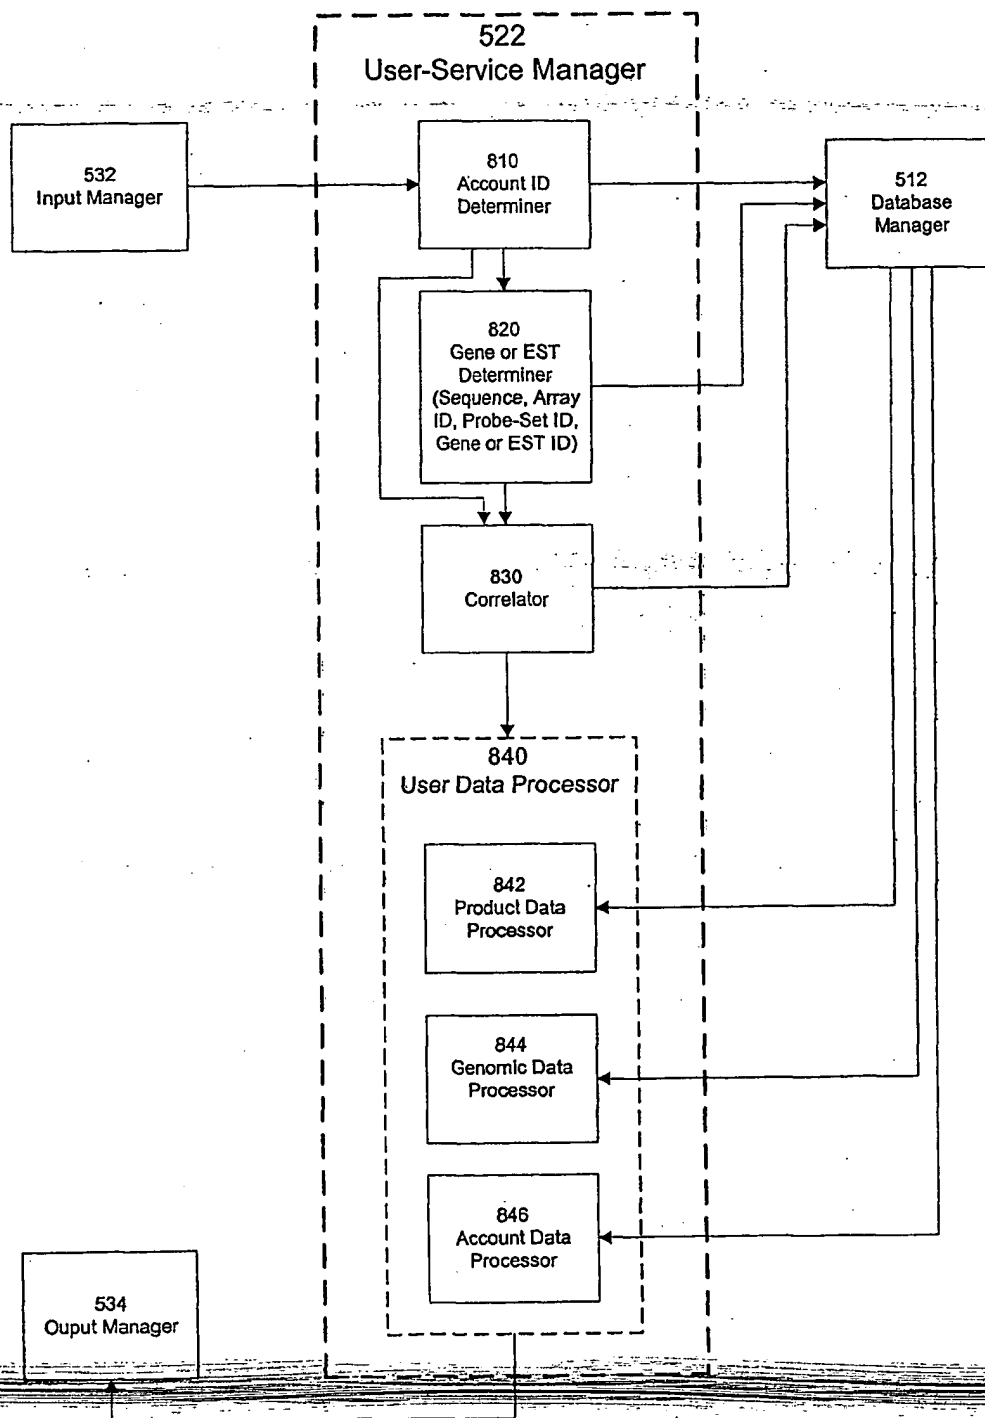 522
User-Service Manager
532
Input Manager
810
Account ID
Determiner
512
Database
Manager
820
Gene or EST
Determiner
(Sequence, Array
ID, Probe-Set ID,
Gene or EST ID)
830
Correlator
840
User Data Processor
842
Product Data
Processor
844
Genomic Data
Processor
846
Account Data
Processor
534
Ouput Manager